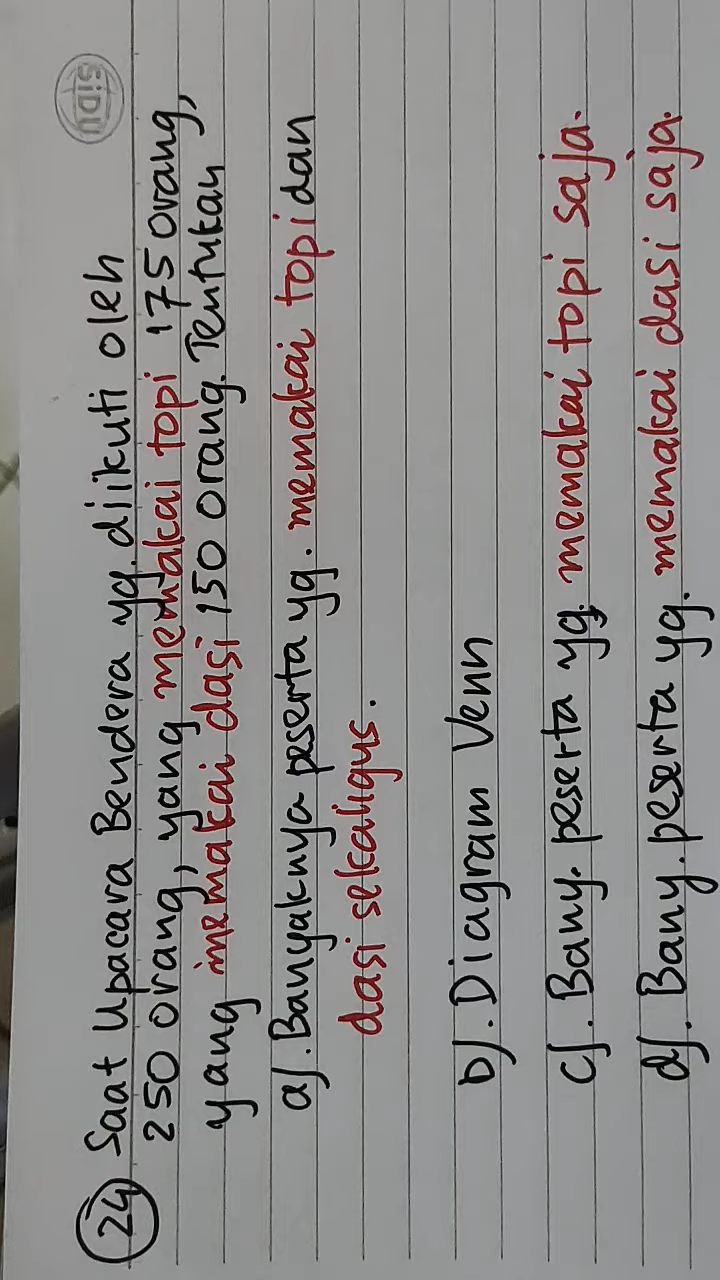 SiDU
24 Saat Upacara Bendera yg. diikuti oleh
250 orang, yang memakai topi 175 orang,
yang memakai dasi 150 orang. Tentukan
a). Banyaknya peserta yg. memakai topi dan
dasi sekaligus.
b). Diagram Venn
c). Bany. peserta yg. memakai topi saja.
d). Bany. peserta yg. memakai dasi saja.